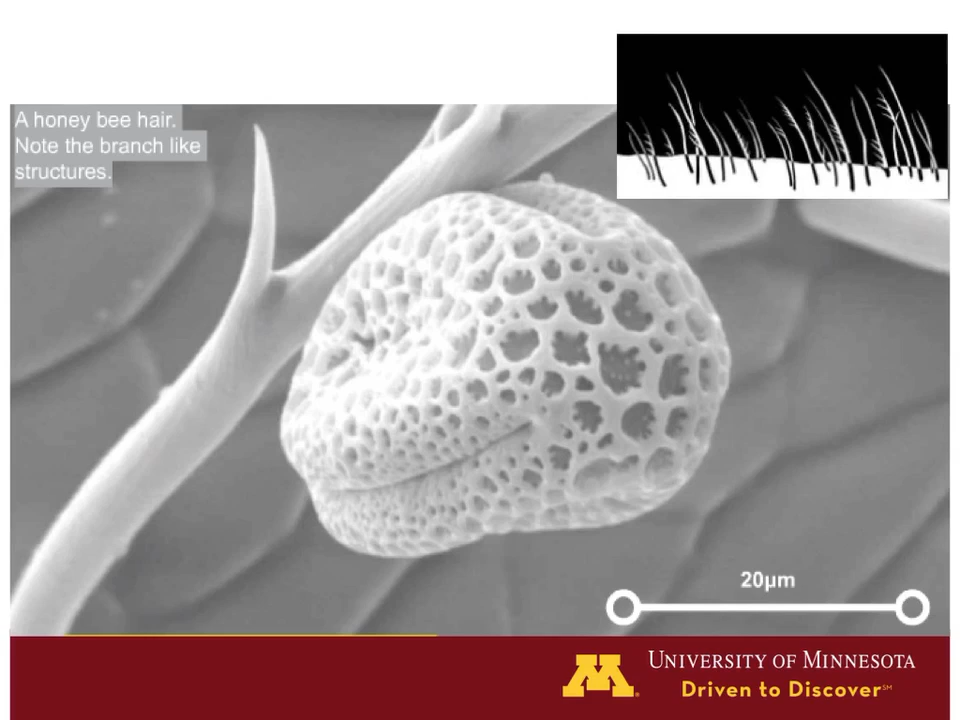 A honey bee hair.
Note the branch like
structures.
20µm
UNIVERSITY OF MINNESOTA
Driven to Discover℠